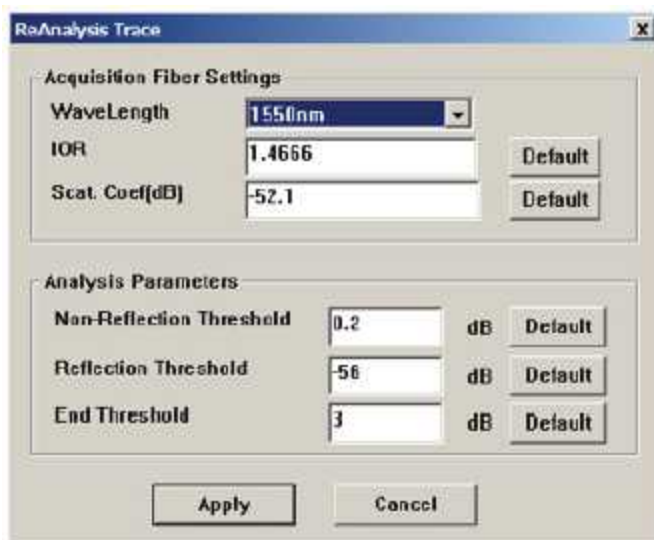 ReAnalysis Trace
Acquisition Fiber Settings
WaveLength 1550nm
IOR 1.4666 Default
Scat. Coef(dB) -52.1 Default
Analysis Parameters
Non-Reflection Threshold 0.2 dB Default
Reflection Threshold -56 dB Default
End Threshold 3 dB Default
Apply Cancel